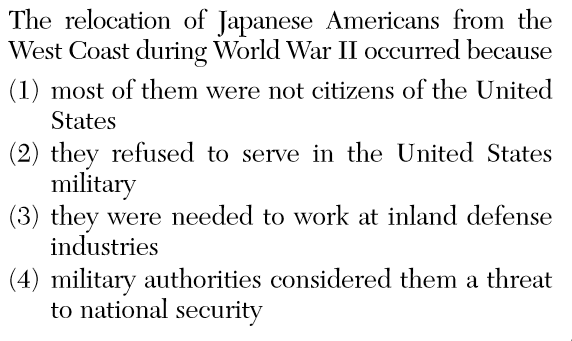 The relocation of Japanese Americans from the
West Coast during World War II occurred because
(1) most of them were not citizens of the United
States
(2) they refused to serve in the United States
military
(3) they were needed to work at inland defense
industries
(4) military authorities considered them a threat
to national security